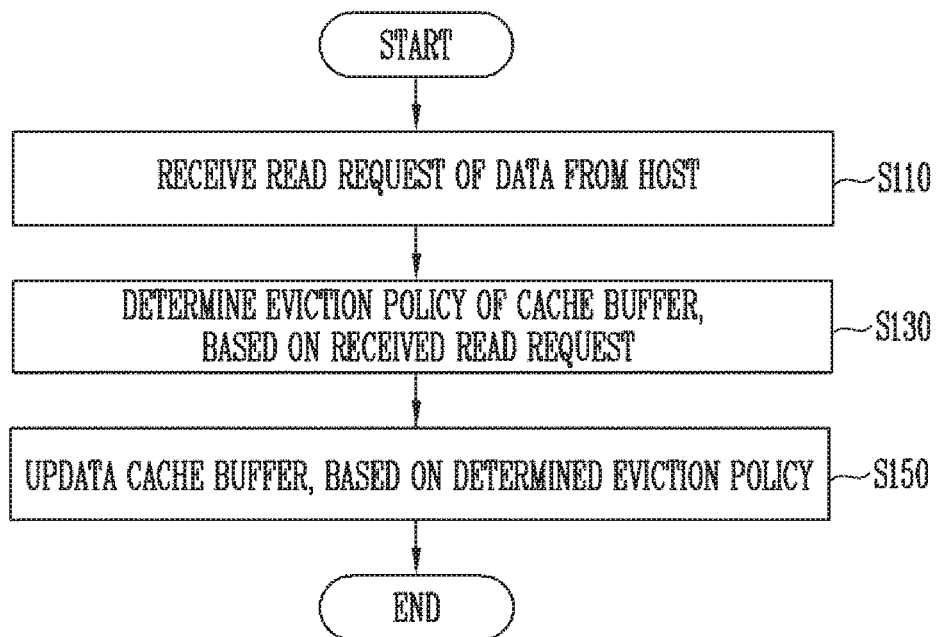 START
RECEIVE READ REQUEST OF DATA FROM HOST
S110
DETERMINE EVICTION POLICY OF CACHE BUFFER,
BASED ON RECEIVED READ REQUEST
S130
UPDATA CACHE BUFFER, BASED ON DETERMINED EVICTION POLICY
S150
END